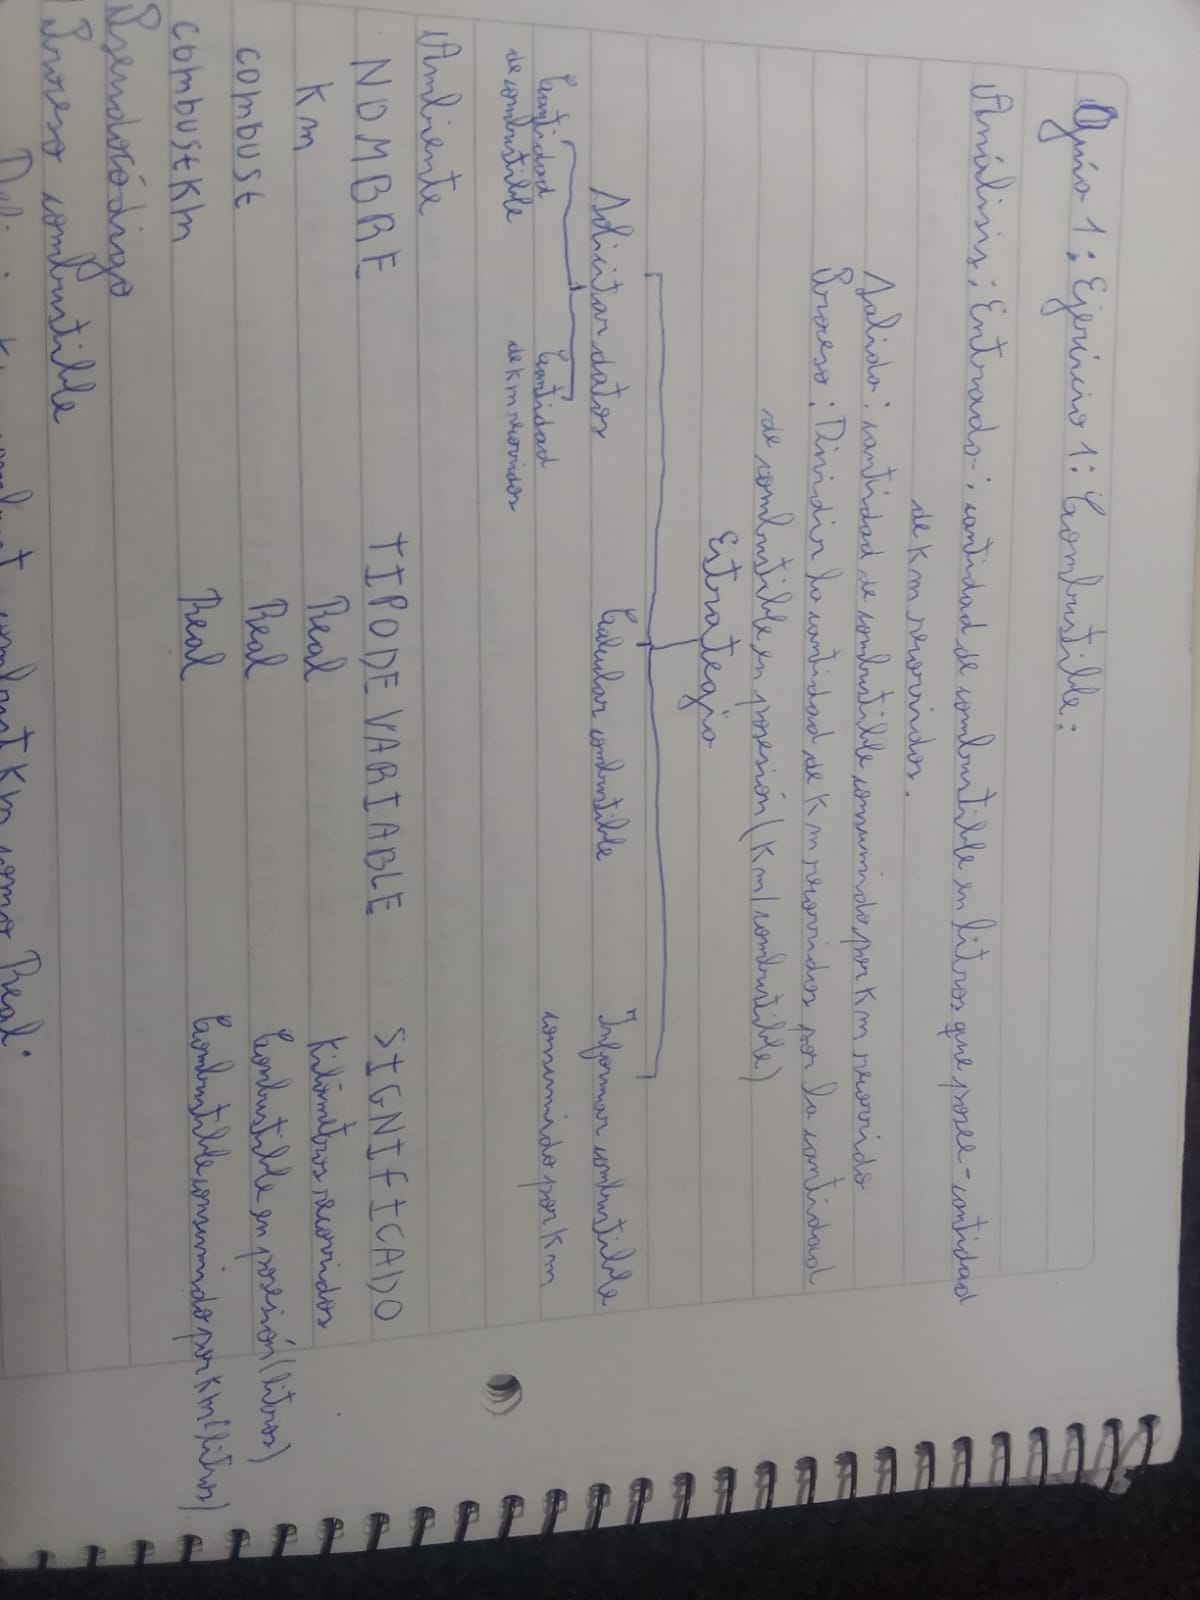 Guía 1: Ejercicio 1: Combustible:
Análisis: Entrada: cantidad de combustible en litros que posee - cantidad
de Km recorridos.
Salida: cantidad de combustible consumido por Km recorrido
Proceso: Dividir la cantidad de Km recorridos por la cantidad
de combustible en posesión (Km/combustible)
Estrategia
Solicitar datos Calcular combustible Informar combustible
consumido por Km
Cantidad Cantidad
de combustible de Km recorridos
Ambiente
NOMBRE TIPO DE VARIABLE SIGNIFICADO
Km Real Kilómetros recorridos
combust Real Combustible en posesión (litros)
combustKm Real Combustible consumido por Km (litros)
Pseudocódigo
Proceso combustible
combust, combustKm como Real;